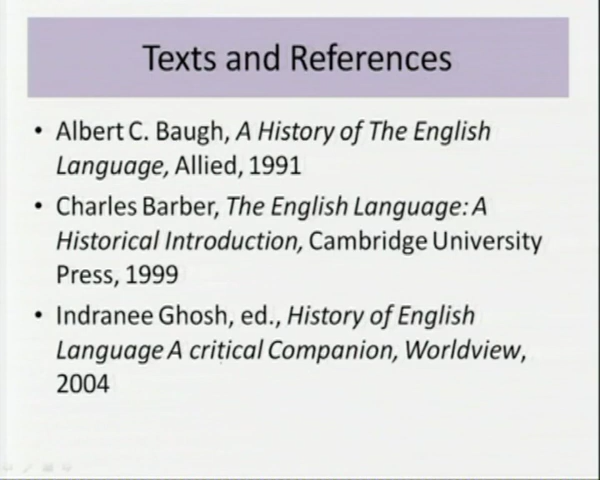 Texts and References
• Albert C. Baugh, A History of The English
Language, Allied, 1991
• Charles Barber, The English Language: A
Historical Introduction, Cambridge University
Press, 1999
• Indranee Ghosh, ed., History of English
Language A critical Companion, Worldview,
2004